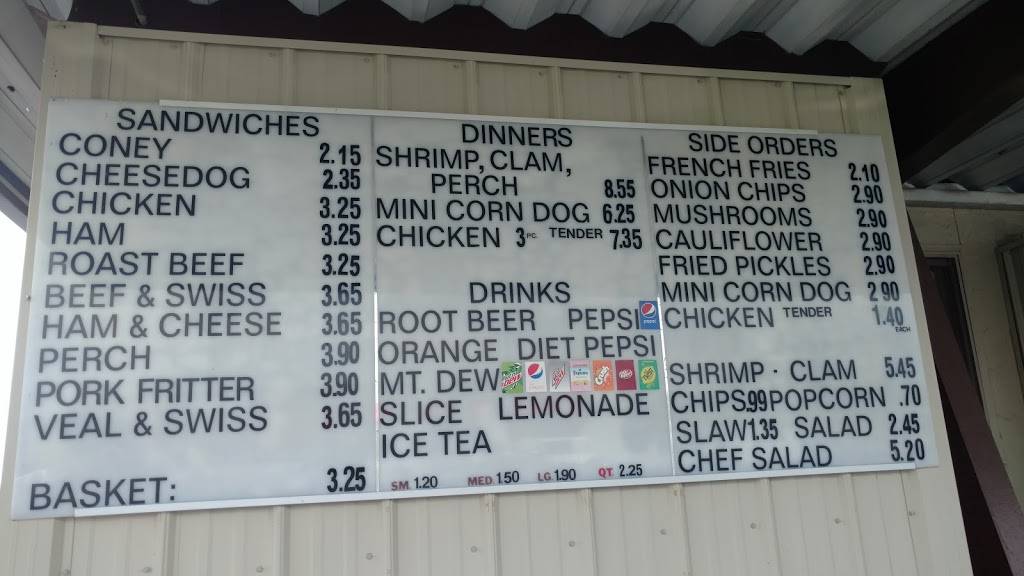 SANDWICHES
CONEY 2.15
CHEESEDOG 2.35
CHICKEN 3.25
HAM 3.25
ROAST BEEF 3.25
BEEF & SWISS 3.65
HAM & CHEESE 3.65
PERCH 3.90
PORK FRITTER 3.90
VEAL & SWISS 3.65
BASKET: 3.25
DINNERS
SHRIMP, CLAM,
PERCH 8.55
MINI CORN DOG 6.25
CHICKEN 3 PC. TENDER 7.35
DRINKS
ROOT BEER PEPSI
ORANGE DIET PEPSI
MT. DEW
SLICE LEMONADE
ICE TEA
SM 1.20 MED 1.50 LG 1.90 QT. 2.25
SIDE ORDERS
FRENCH FRIES 2.10
ONION CHIPS 2.90
MUSHROOMS 2.90
CAULIFLOWER 2.90
FRIED PICKLES 2.90
MINI CORN DOG 2 90
CHICKEN TENDER 1.40 EACH
SHRIMP · CLAM 5.45
CHIPS .99 POPCORN .70
SLAW 1.35 SALAD 2.45
CHEF SALAD 5.20